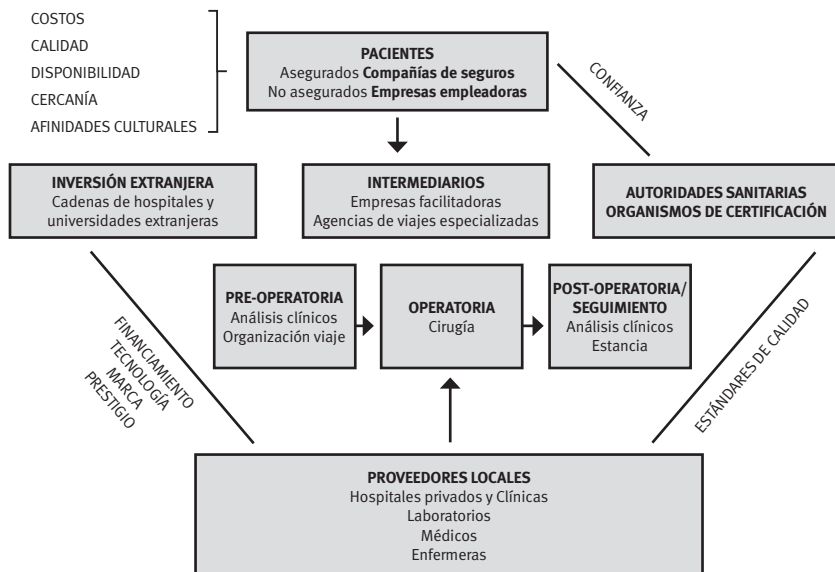 COSTOS
CALIDAD
DISPONIBILIDAD
CERCANÍA
AFINIDADES CULTURALES
PACIENTES
Asegurados Compañías de seguros
No asegurados Empresas empleadoras
CONFIANZA
INVERSIÓN EXTRANJERA
Cadenas de hospitales y
universidades extranjeras
INTERMEDIARIOS
Empresas facilitadoras
Agencias de viajes especializadas
AUTORIDADES SANITARIAS
ORGANISMOS DE CERTIFICACIÓN
PRE-OPERATORIA
Análisis clínicos
Organización viaje
OPERATORIA
Cirugía
POST-OPERATORIA/
SEGUIMIENTO
Análisis clínicos
Estancia
FINANCIAMIENTO
TECNOLOGÍA
MARCA
PRESTIGIO
ESTÁNDARES DE CALIDAD
PROVEEDORES LOCALES
Hospitales privados y Clínicas
Laboratorios
Médicos
Enfermeras